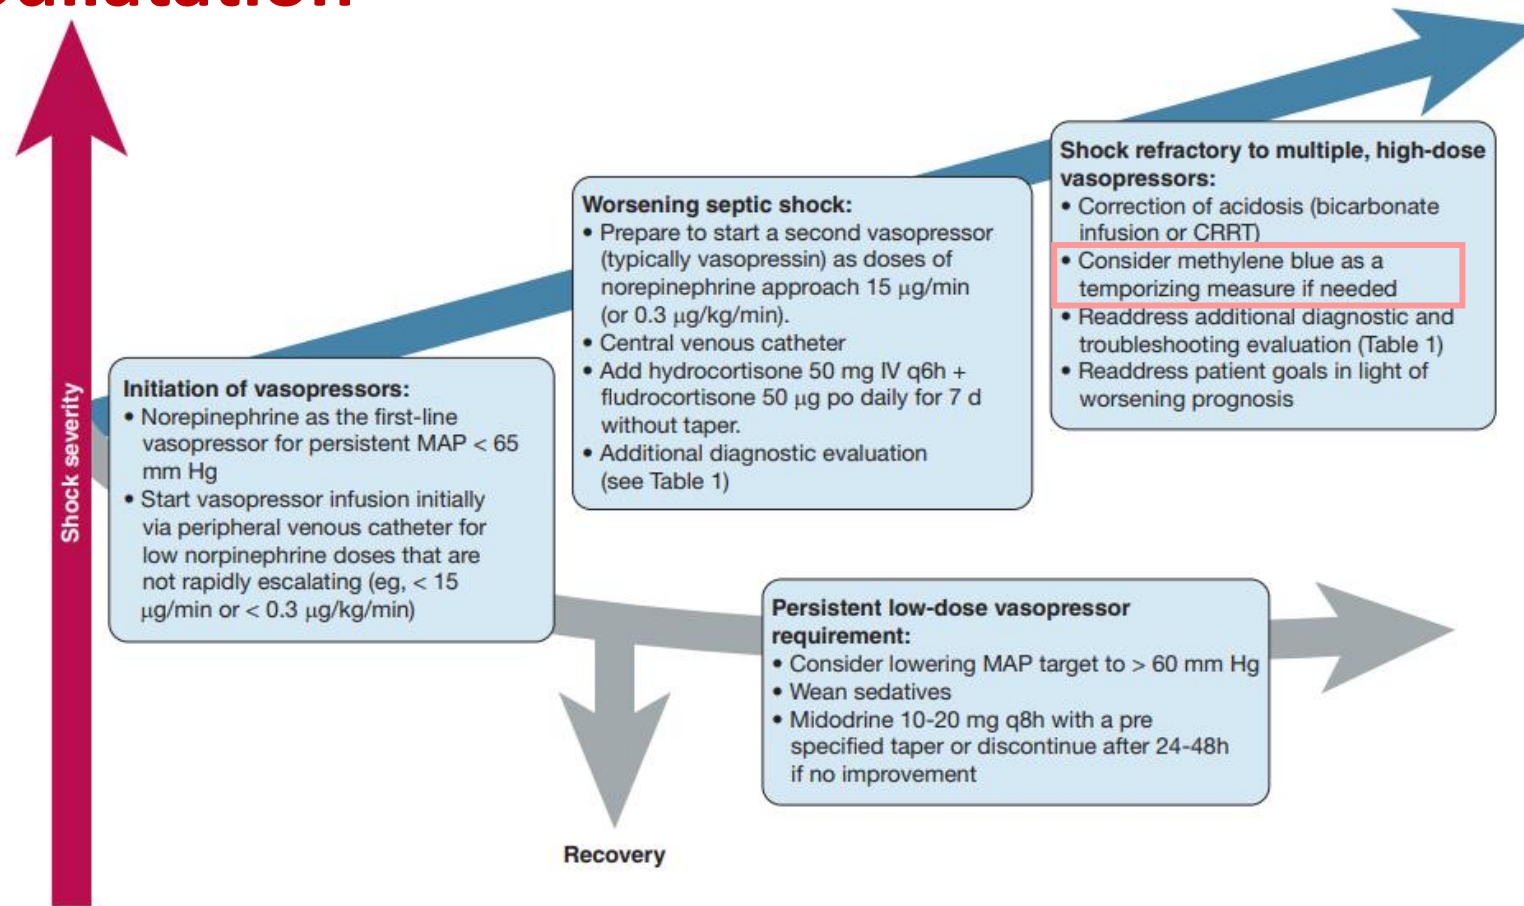 Shock severity
Initiation of vasopressors:
• Norepinephrine as the first-line
vasopressor for persistent MAP < 65
mm Hg
• Start vasopressor infusion initially
via peripheral venous catheter for
low norpinephrine doses that are
not rapidly escalating (eg, < 15
µg/min or < 0.3 µg/kg/min)
Worsening septic shock:
• Prepare to start a second vasopressor
(typically vasopressin) as doses of
norepinephrine approach 15 µg/min
(or 0.3 µg/kg/min).
• Central venous catheter
• Add hydrocortisone 50 mg IV q6h +
fludrocortisone 50 µg po daily for 7 d
without taper.
• Additional diagnostic evaluation
(see Table 1)
Shock refractory to multiple, high-dose
vasopressors:
• Correction of acidosis (bicarbonate
infusion or CRRT)
• Consider methylene blue as a
temporizing measure if needed
• Readdress additional diagnostic and
troubleshooting evaluation (Table 1)
• Readdress patient goals in light of
worsening prognosis
Persistent low-dose vasopressor
requirement:
• Consider lowering MAP target to > 60 mm Hg
• Wean sedatives
• Midodrine 10-20 mg q8h with a pre
specified taper or discontinue after 24-48h
if no improvement
Recovery